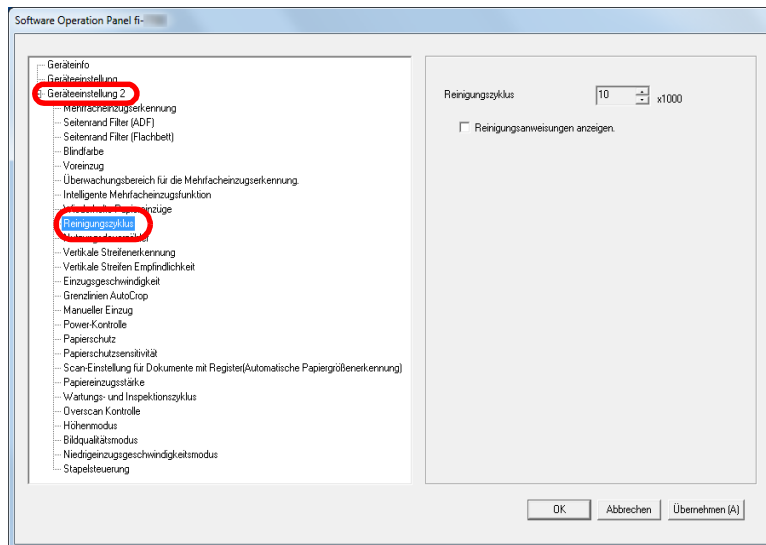 Software Operation Panel fi-
Geräteinfo
Geräteeinstellung
Geräteeinstellung 2
Mehrfacheinzugserkennung
Seitenrand Filter (ADF)
Seitenrand Filter (Flachbett)
Blindfarbe
Voreinzug
Überwachungsbereich für die Mehrfacheinzugserkennung.
Intelligente Mehrfacheinzugsfunktion
Wiederholte Papiereinzüge
Reinigungszyklus
Nutzungsdauerzähler
Vertikale Streifenerkennung
Vertikale Streifen Empfindlichkeit
Einzugsgeschwindigkeit
Grenzlinien AutoCrop
Manueller Einzug
Power-Kontrolle
Papierschutz
Papierschutzsensitivität
Scan-Einstellung für Dokumente mit Register(Automatische Papiergrößenerkennung)
Papiereinzugsstärke
Wartungs- und Inspektionszyklus
Overscan Kontrolle
Höhenmodus
Bildqualitätsmodus
Niedrigeinzugsgeschwindigkeitsmodus
Stapelsteuerung
Reinigungszyklus 10 x1000
Reinigungsanweisungen anzeigen.
OK Abbrechen Übernehmen (A)